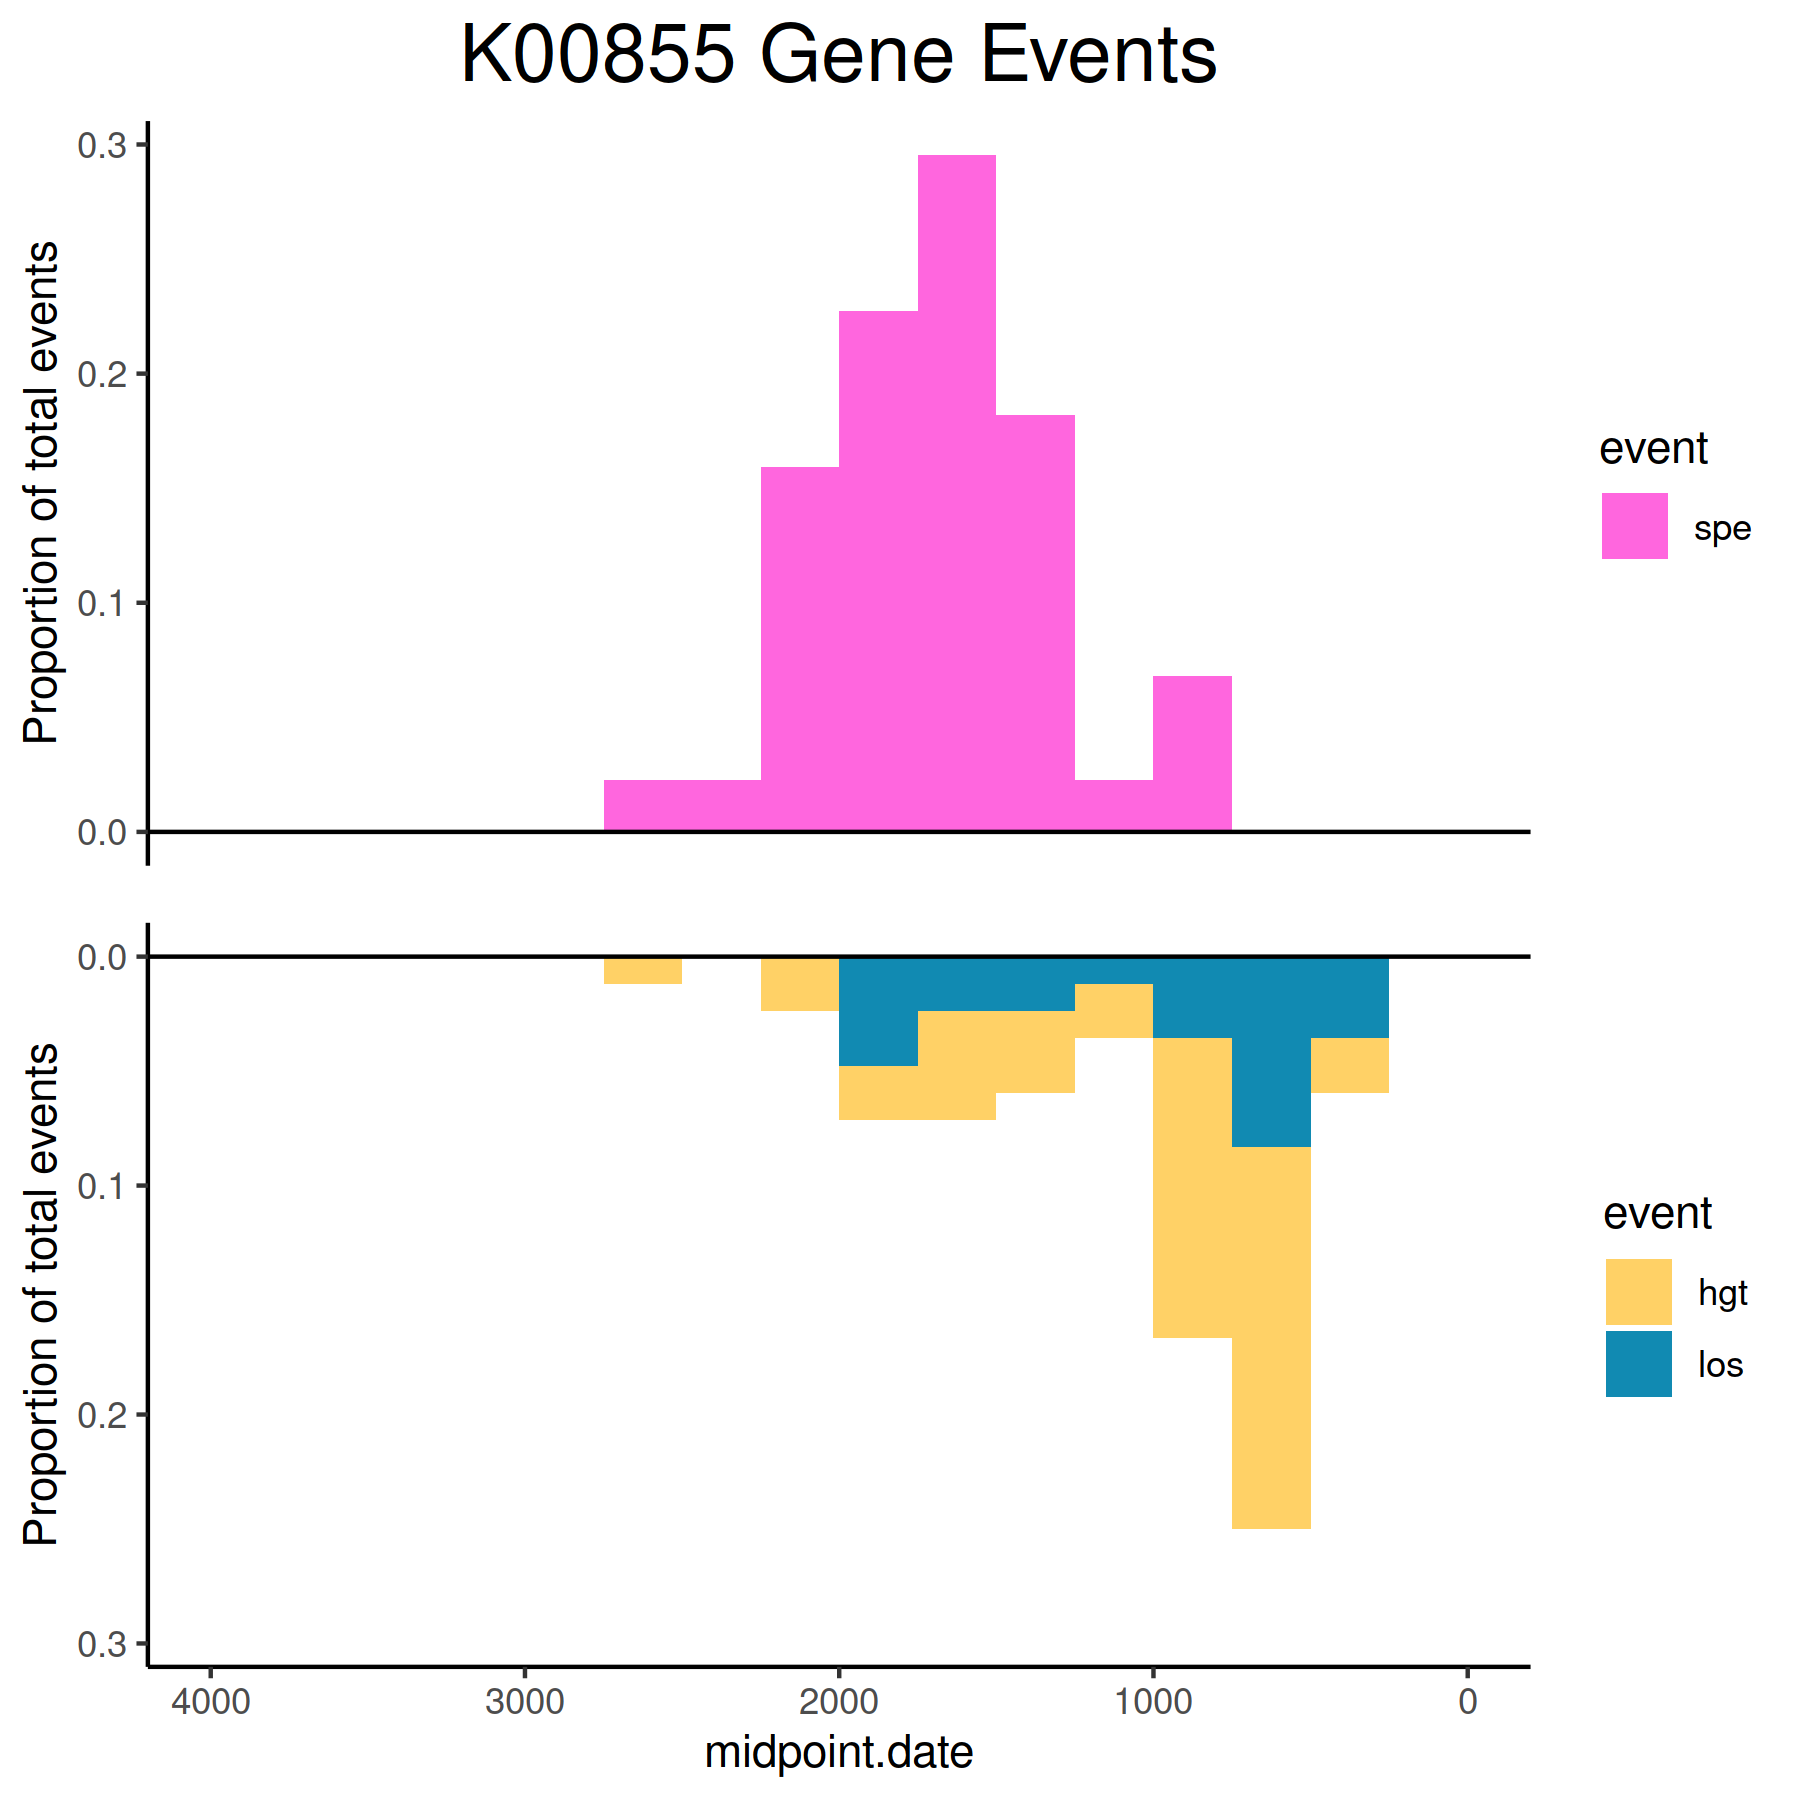 K00855 Gene Events
Proportion of total events
0.3
0.2
0.1
0.0
event
spe
Proportion of total events
0.0
0.1
0.2
0.3
event
hgt
los
4000 3000 2000 1000 0
midpoint.date